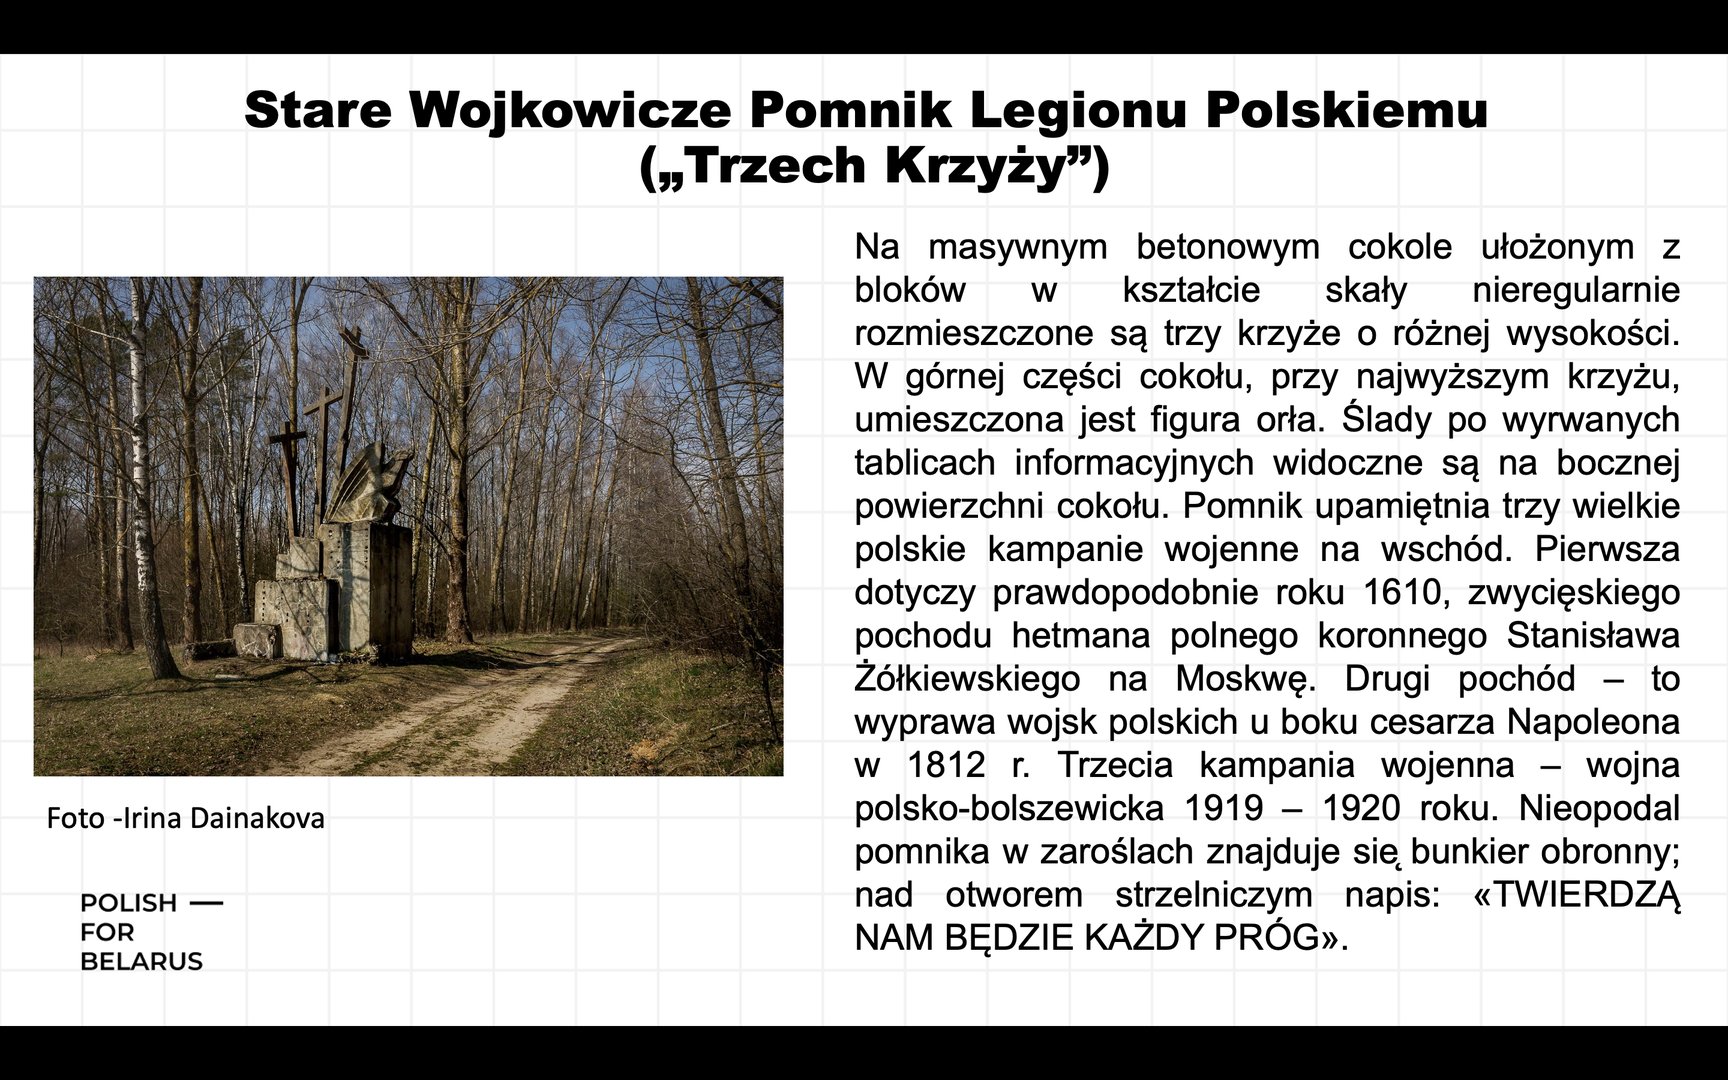 Stare Wojkowicze Pomnik Legionu Polskiemu
(„Trzech Krzyży”)
Na masywnym betonowym cokole ułożonym z
bloków w kształcie skały nieregularnie
rozmieszczone są trzy krzyże o różnej wysokości.
W górnej części cokołu, przy najwyższym krzyżu,
umieszczona jest figura orła. Ślady po wyrwanych
tablicach informacyjnych widoczne są na bocznej
powierzchni cokołu. Pomnik upamiętnia trzy wielkie
polskie kampanie wojenne na wschód. Pierwsza
dotyczy prawdopodobnie roku 1610, zwycięskiego
pochodu hetmana polnego koronnego Stanisława
Żółkiewskiego na Moskwę. Drugi pochód – to
wyprawa wojsk polskich u boku cesarza Napoleona
w 1812 r. Trzecia kampania wojenna – wojna
polsko-bolszewicka 1919 – 1920 roku. Nieopodal
pomnika w zaroślach znajduje się bunkier obronny;
nad otworem strzelniczym napis: «TWIERDZĄ
NAM BĘDZIE KAŻDY PRÓG».
Foto -Irina Dainakova
POLISH —
FOR
BELARUS